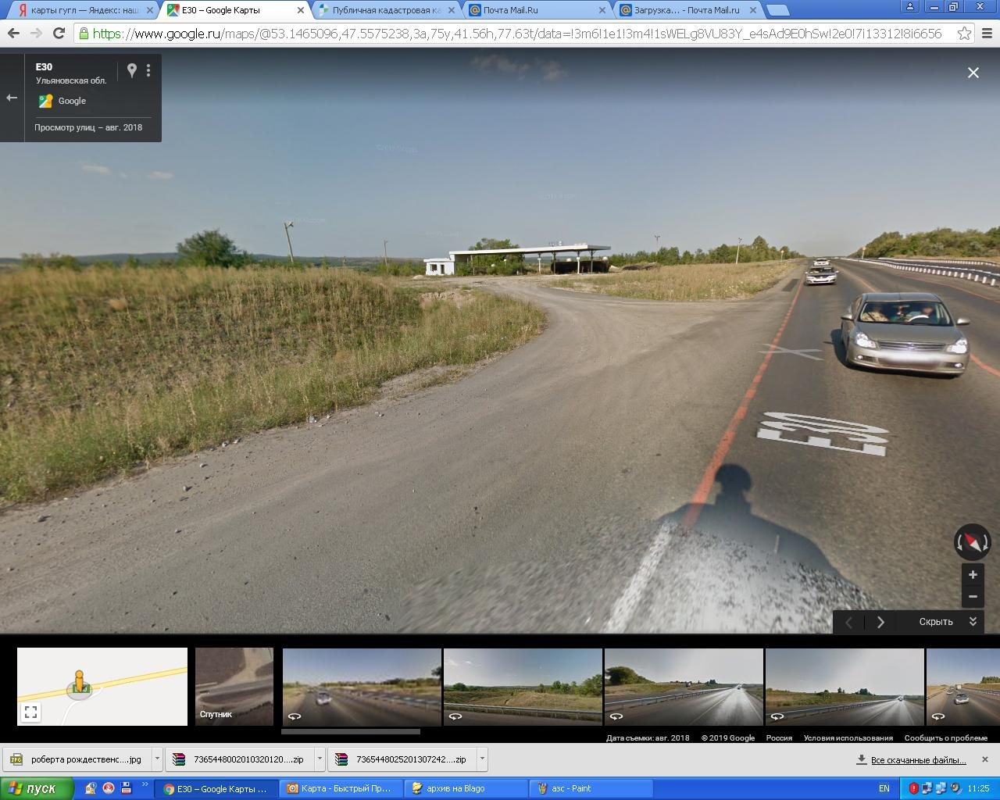 карты гугл — Яндекс: наш
E30 – Google Карты
Публичная кадастровая ка
Почта Mail.Ru
Загрузка... - Почта Mail.ru
https://www.google.ru/maps/@53.1465096,47.5575238,3a,75y,41.56h,77.63t/data=!3m6!1e1!3m4!1sWELg8VU83Y_e4sAd9E0hSw!2e0!7i13312!8i6656
E30
Ульяновская обл.
Google
Просмотр улиц – авг. 2018
E30
Скрыть
Спутник
Дата съемки: авг. 2018 © 2019 Google Россия Условия использования Сообщить о проблеме
роберта рождественс....jpg
7365448002010320120....zip
7365448025201307242....zip
Все скачанные файлы...
пуск
E30 – Google Карты ...
Карта - Быстрый Пр...
архив на Blago
азс - Paint
EN
11:25